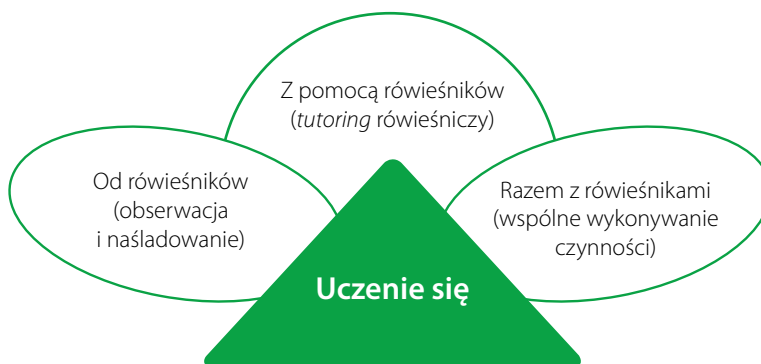 Z pomocą rówieśników
(tutoring rówieśniczy)
Od rówieśników
(obserwacja
i naśladowanie)
Razem z rówieśnikami
(wspólne wykonywanie
czynności)
Uczenie się